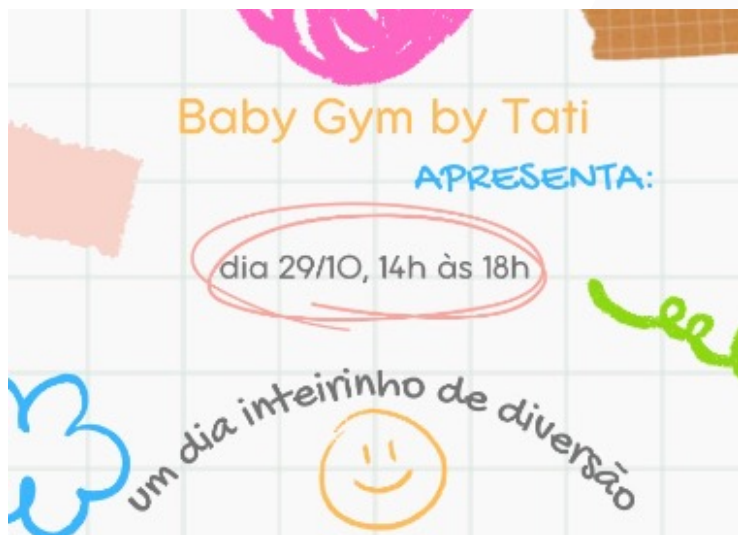 Baby Gym by Tati
APRESENTA:
dia 29/10, 14h às 18h
um dia inteirinho de diversão